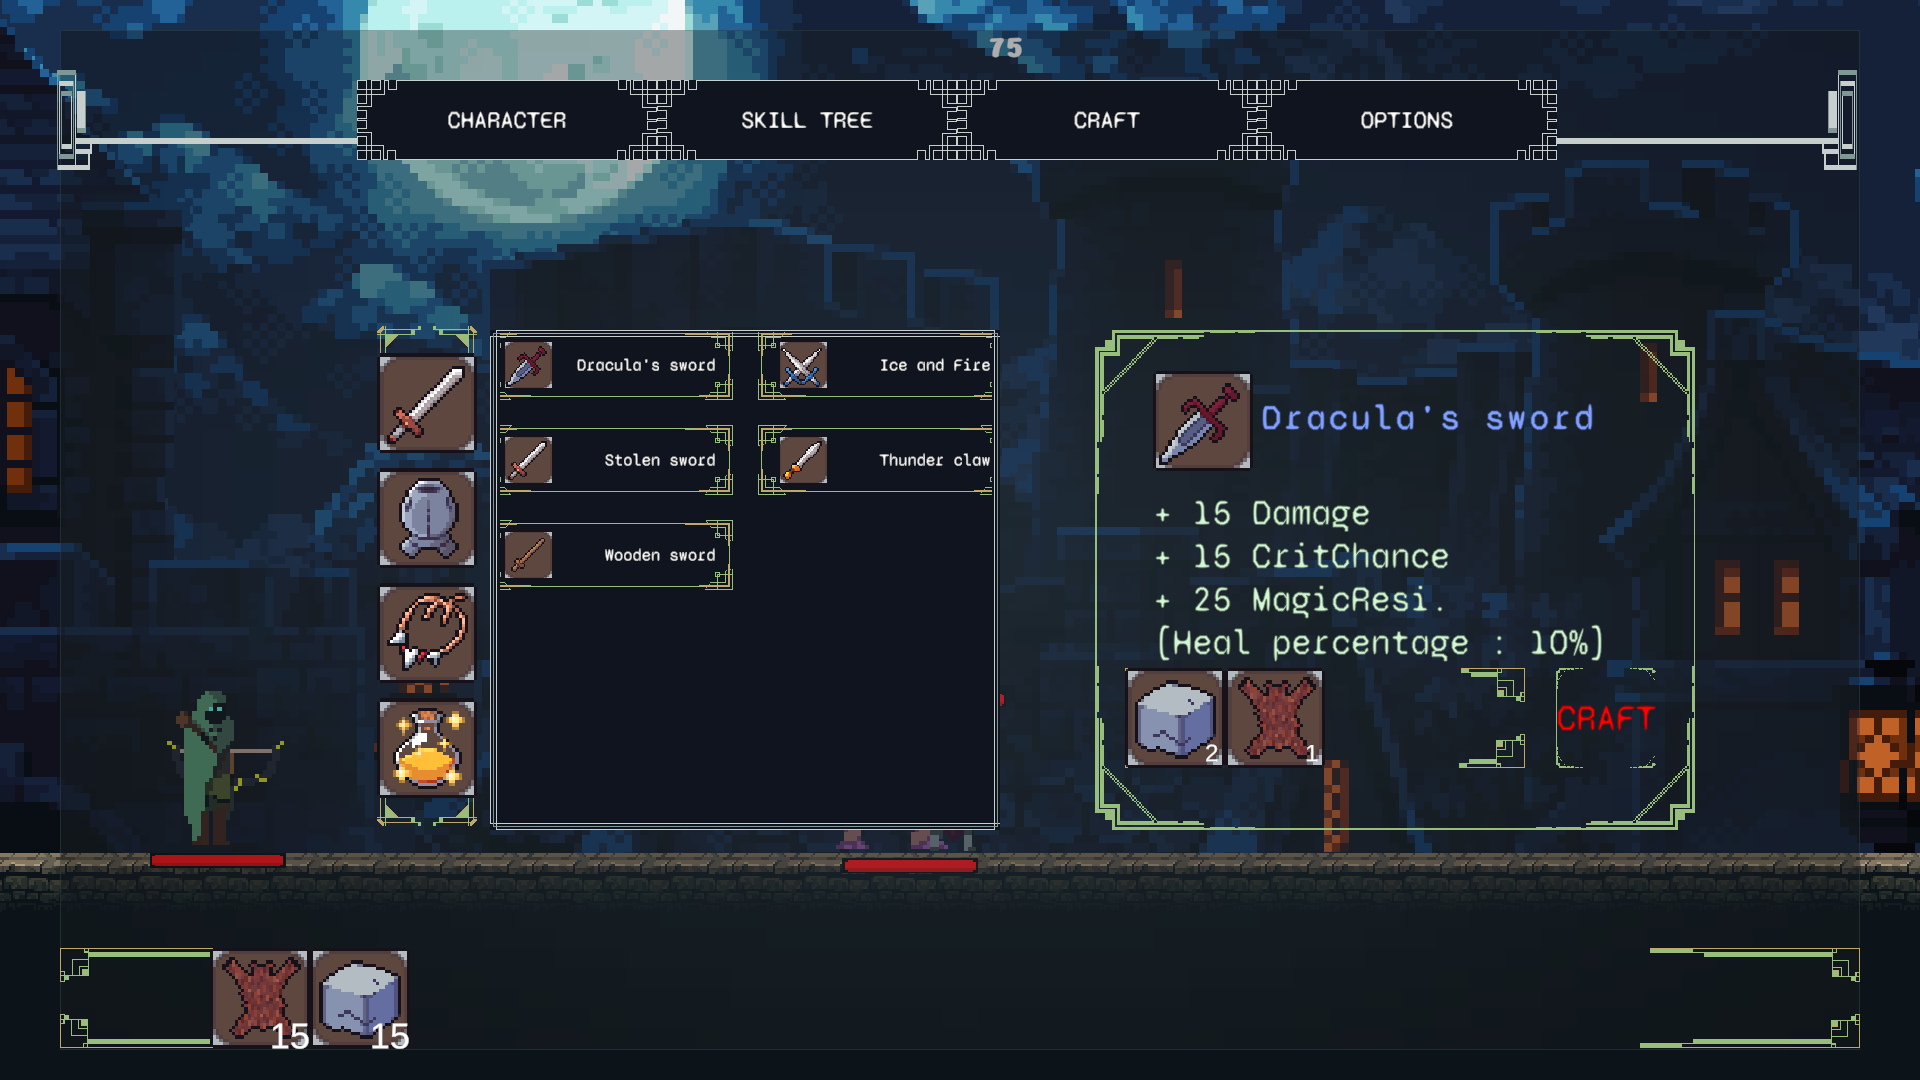 75
CHARACTER
SKILL TREE
CRAFT
OPTIONS
Dracula's sword
Ice and Fire
Stolen sword
Thunder claw
Wooden sword
Dracula's sword
+ 15 Damage
+ 15 CritChance
+ 25 MagicResi.
(Heal percentage : 10%)
2
1
CRAFT
15
15